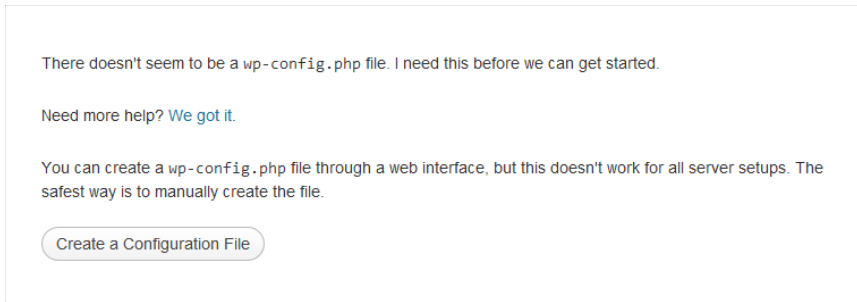 There doesn't seem to be a wp-config.php file. I need this before we can get started.
Need more help? We got it.
You can create a wp-config.php file through a web interface, but this doesn't work for all server setups. The
safest way is to manually create the file.
Create a Configuration File